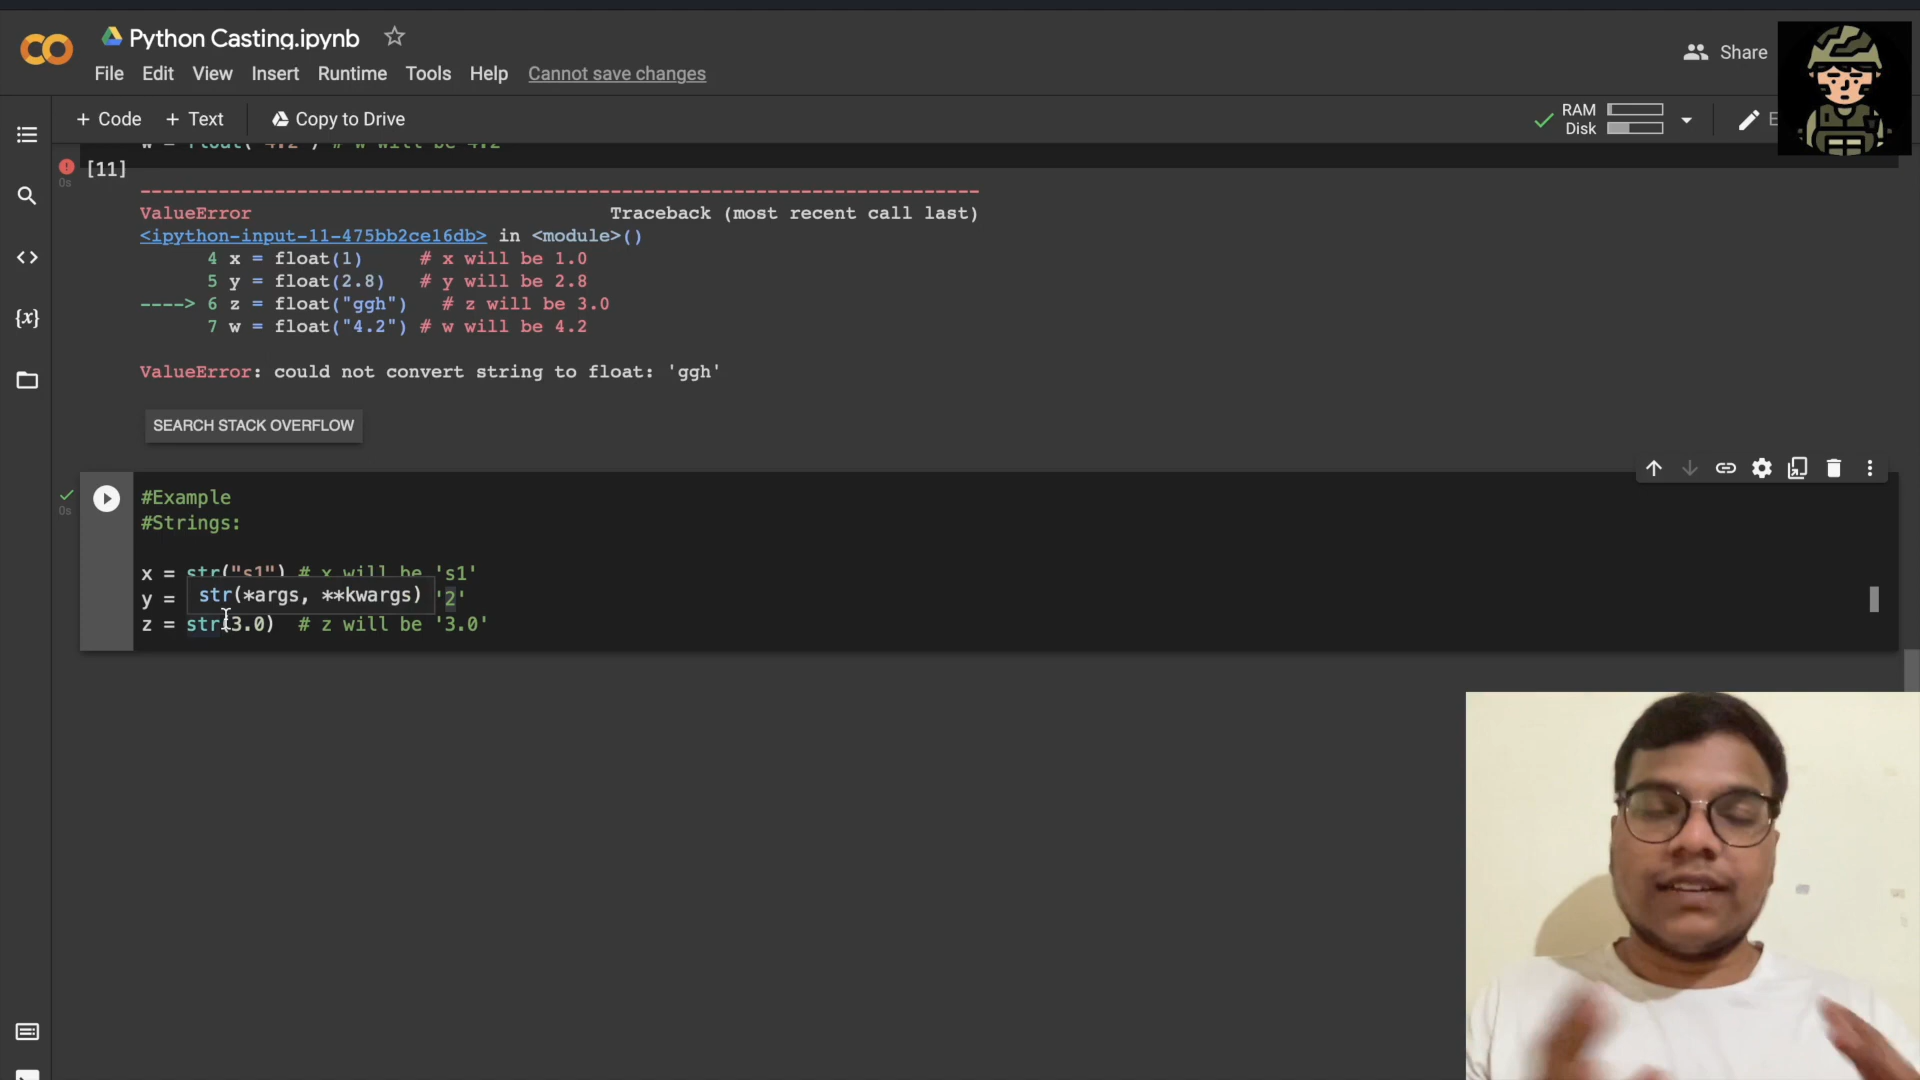 Python Casting.ipynb
File Edit View Insert Runtime Tools Help Cannot save changes
Share
+ Code + Text Copy to Drive
RAM
Disk
[11]
0s
ValueError Traceback (most recent call last)
<ipython-input-11-475bb2ce16db> in <module>()
4 x = float(1) # x will be 1.0
5 y = float(2.8) # y will be 2.8
----> 6 z = float("ggh") # z will be 3.0
7 w = float("4.2") # w will be 4.2
ValueError: could not convert string to float: 'ggh'
SEARCH STACK OVERFLOW
0s
#Example
#Strings:
x = str("s1") # x will be 's1'
str(*args, **kwargs)
y = '2'
z = str(3.0) # z will be '3.0'
{x}